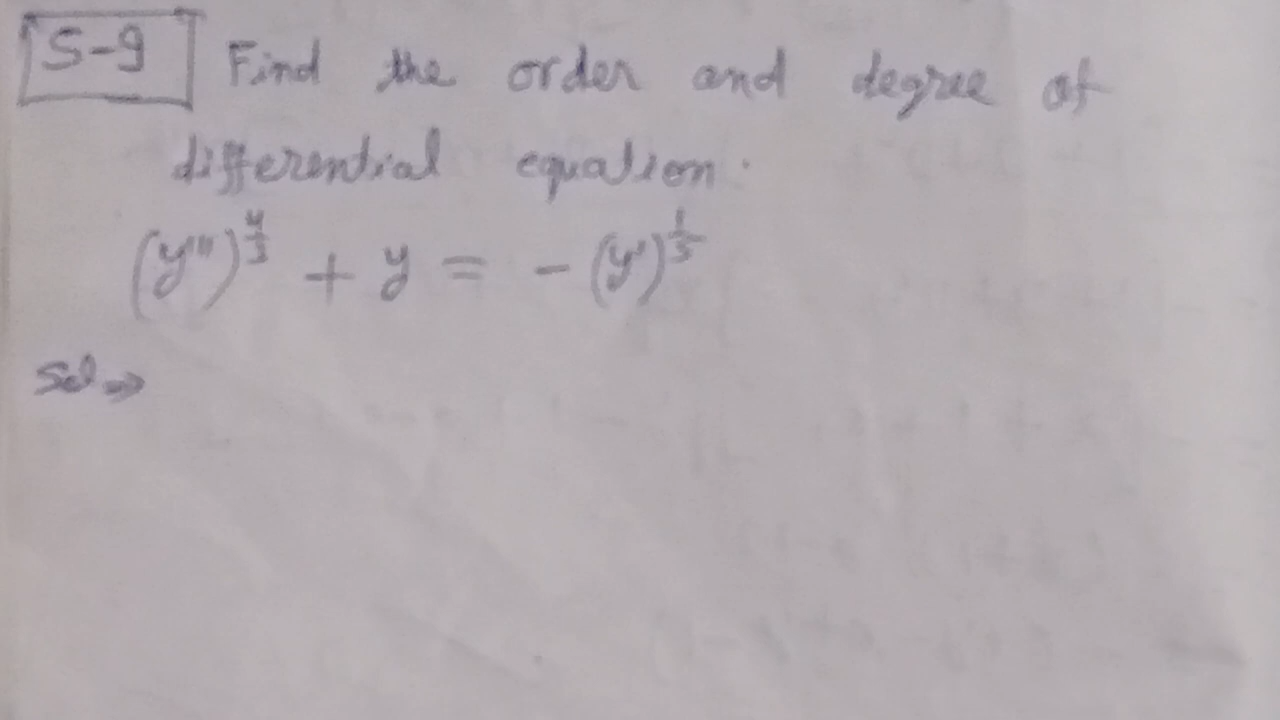 S-9 Find the order and degree of
differential equation.
(y''')^{4/3} + y = -(y')^{1/5}
Sol ⇒